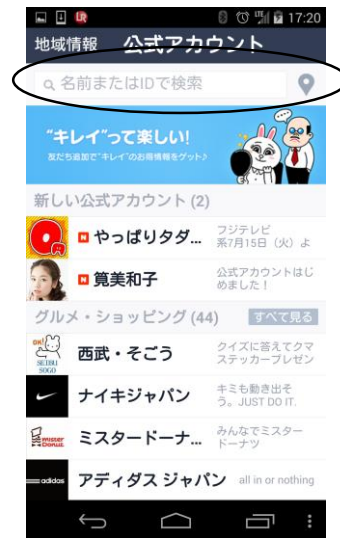 17:20
地域情報 公式アカウント
名前またはIDで検索
“キレイ”って楽しい!
友だち追加で“キレイ”のお得情報をゲット♪
新しい公式アカウント (2)
N やっぱりタダ... フジテレビ
系7月15日（火）よ
N 筧美和子 公式アカウントはじ
めました！
グルメ・ショッピング (44) すべて見る
SEIBU
SOGO
西武・そごう クイズに答えてクマ
ステッカープレゼン
ナイキジャパン キミも動き出そ
う。JUST DO IT.
mister
Donut
ミスタードーナ... みんなでミスター
ドーナツ
adidas
アディダス ジャパン all in or nothing